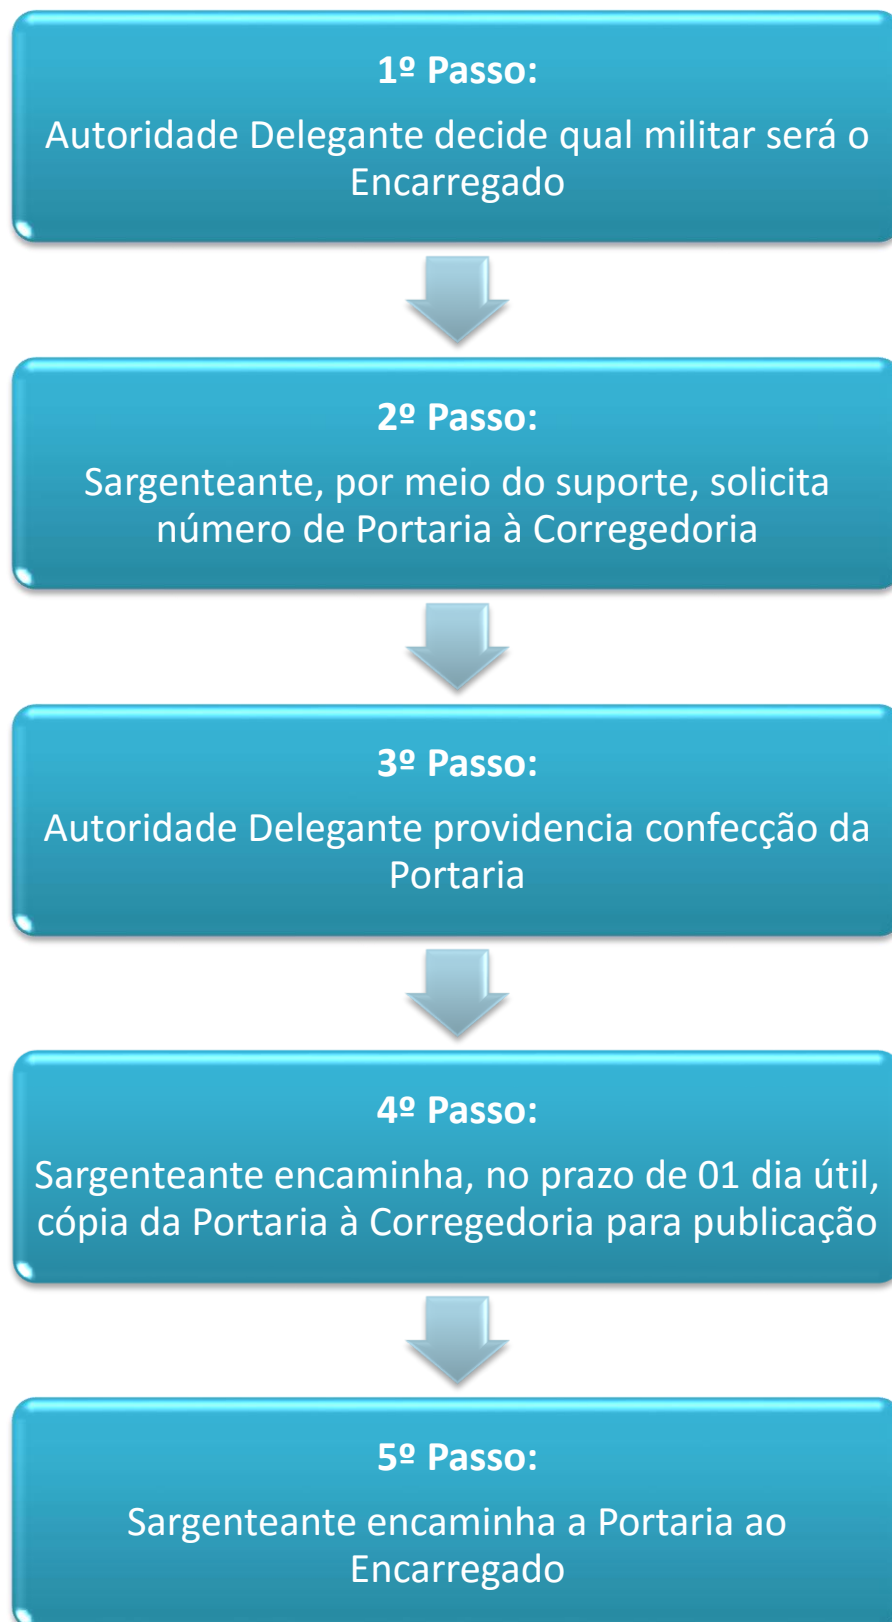 1º Passo:
Autoridade Delegante decide qual militar será o
Encarregado
2º Passo:
Sargenteante, por meio do suporte, solicita
número de Portaria à Corregedoria
3º Passo:
Autoridade Delegante providencia confecção da
Portaria
4º Passo:
Sargenteante encaminha, no prazo de 01 dia útil,
cópia da Portaria à Corregedoria para publicação
5º Passo:
Sargenteante encaminha a Portaria ao
Encarregado